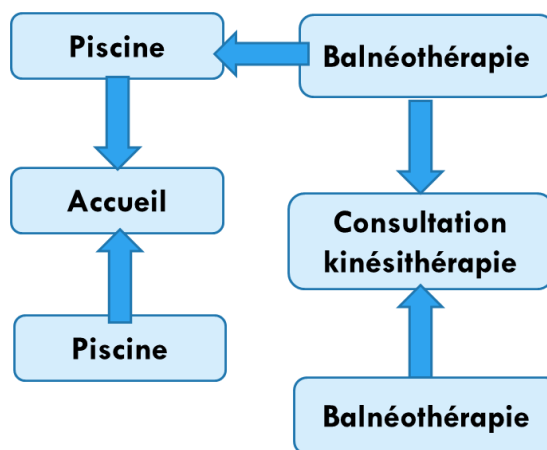 Piscine
Balnéothérapie
Accueil
Consultation
kinésithérapie
Piscine
Balnéothérapie